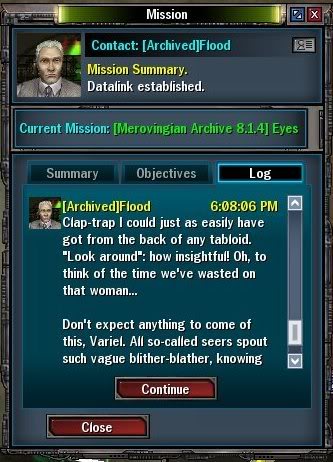 Mission
Contact: [Archived]Flood
Mission Summary.
Datalink established.
Current Mission: [Merovingian Archive 8.1.4] Eyes
Summary
Objectives
Log
[Archived]Flood 6:08:06 PM
Clap-trap I could just as easily have
got from the back of any tabloid.
"Look around": how insightful! Oh, to
think of the time we've wasted on
that woman...
Don't expect anything to come of
this, Variel. All so-called seers spout
such vague blither-blather, knowing
Continue
Close